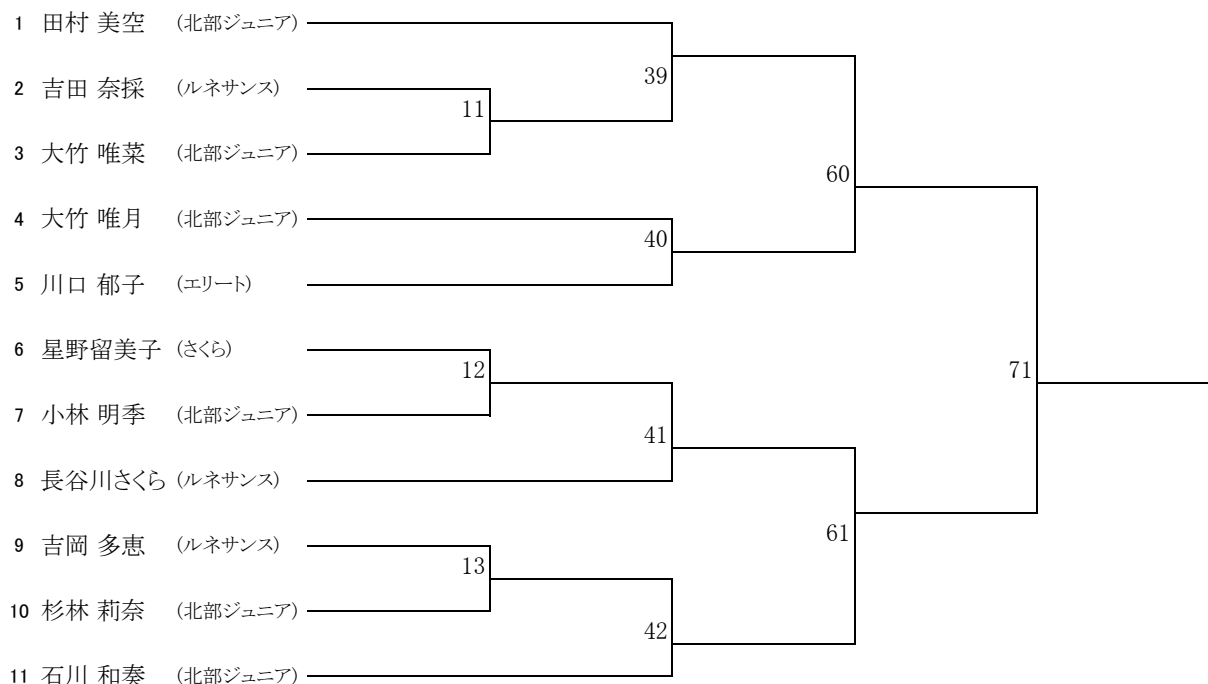 1 田村 美空 (北部ジュニア)
39
2 吉田 奈採 (ルネサンス)
11
3 大竹 唯菜 (北部ジュニア)
60
4 大竹 唯月 (北部ジュニア)
40
5 川口 郁子 (エリート)
6 星野留美子 (さくら)
12
71
7 小林 明季 (北部ジュニア)
41
8 長谷川さくら (ルネサンス)
61
9 吉岡 多恵 (ルネサンス)
13
10 杉林 莉奈 (北部ジュニア)
42
11 石川 和奏 (北部ジュニア)